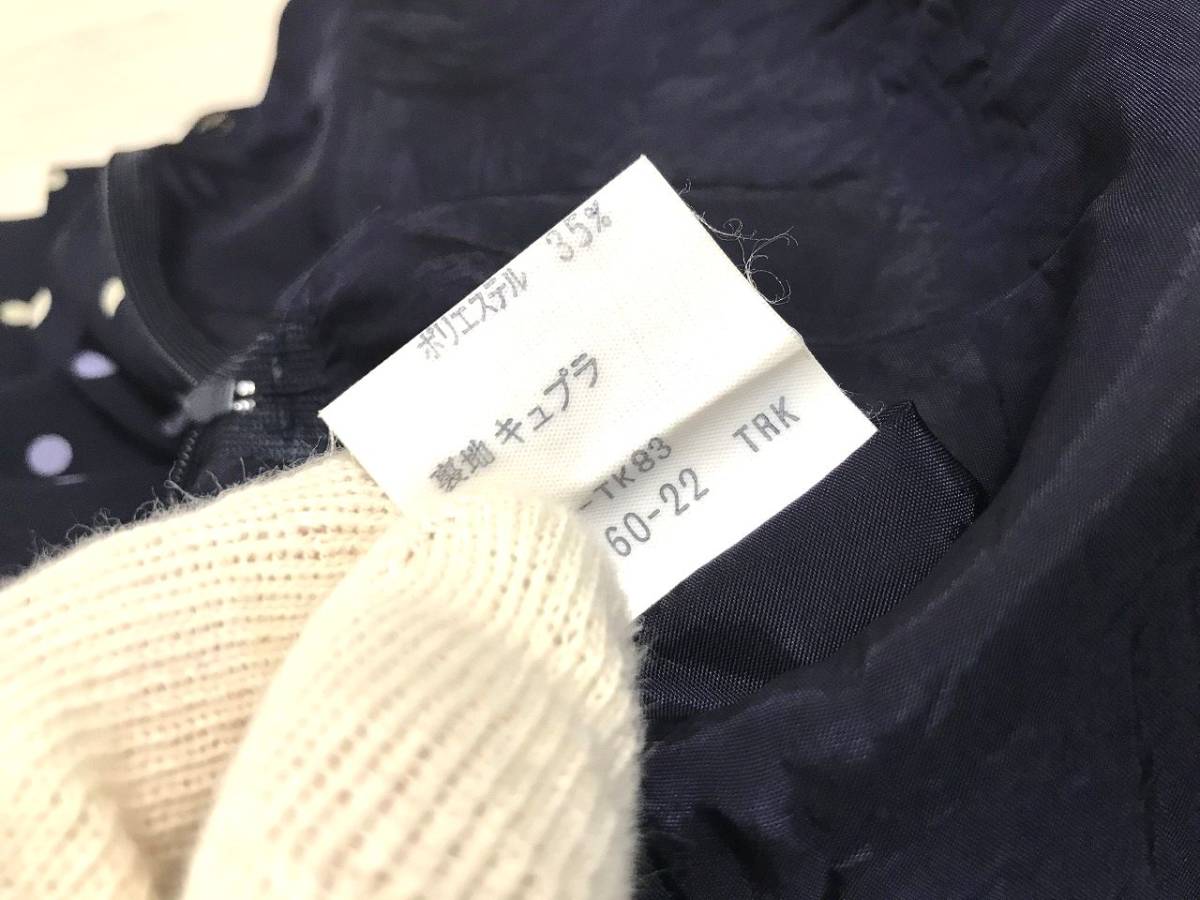 ポリエステル 35%
裏地 キュプラ
-TK83
60-22 TRK